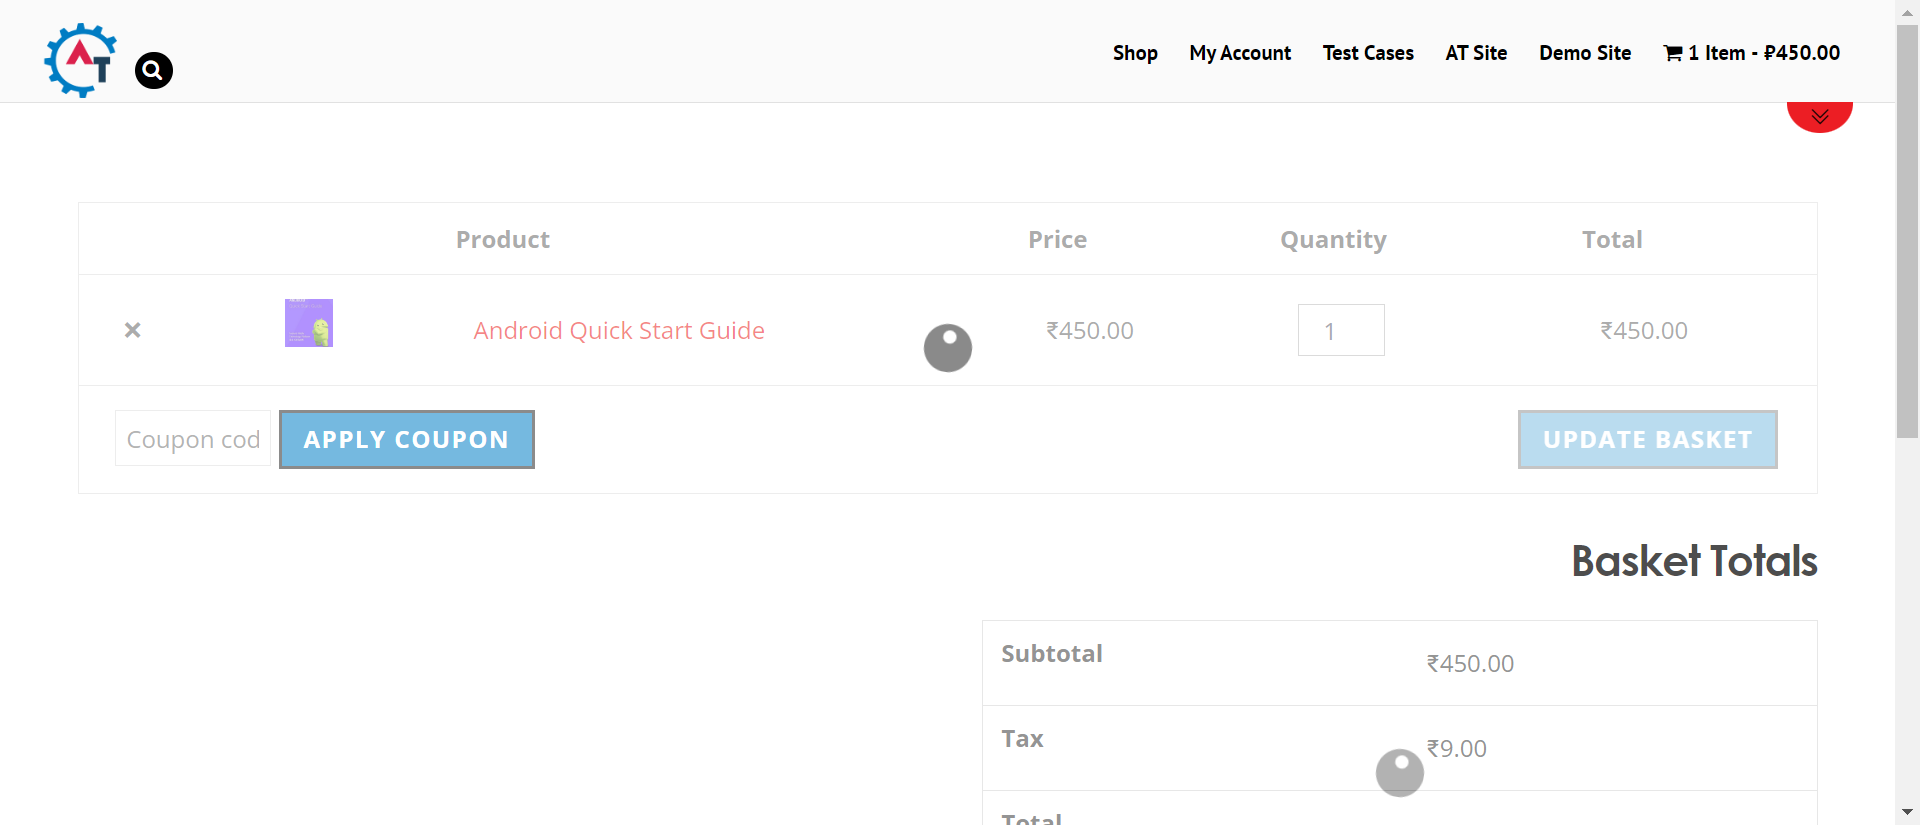 AT
Shop My Account Test Cases AT Site Demo Site 1 Item - ₽450.00
Product Price Quantity Total
× Android Quick Start Guide ₹450.00 1 ₹450.00
Coupon cod APPLY COUPON UPDATE BASKET
Basket Totals
Subtotal ₹450.00
Tax ₹9.00
Total